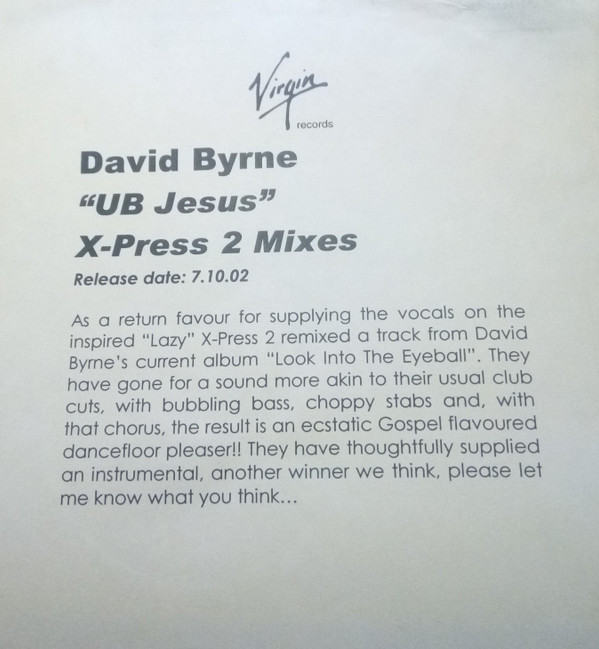 Virgin
records
David Byrne
“UB Jesus”
X-Press 2 Mixes
Release date: 7.10.02
As a return favour for supplying the vocals on the
inspired “Lazy” X-Press 2 remixed a track from David
Byrne’s current album “Look Into The Eyeball”. They
have gone for a sound more akin to their usual club
cuts, with bubbling bass, choppy stabs and, with
that chorus, the result is an ecstatic Gospel flavoured
dancefloor pleaser!! They have thoughtfully supplied
an instrumental, another winner we think, please let
me know what you think…